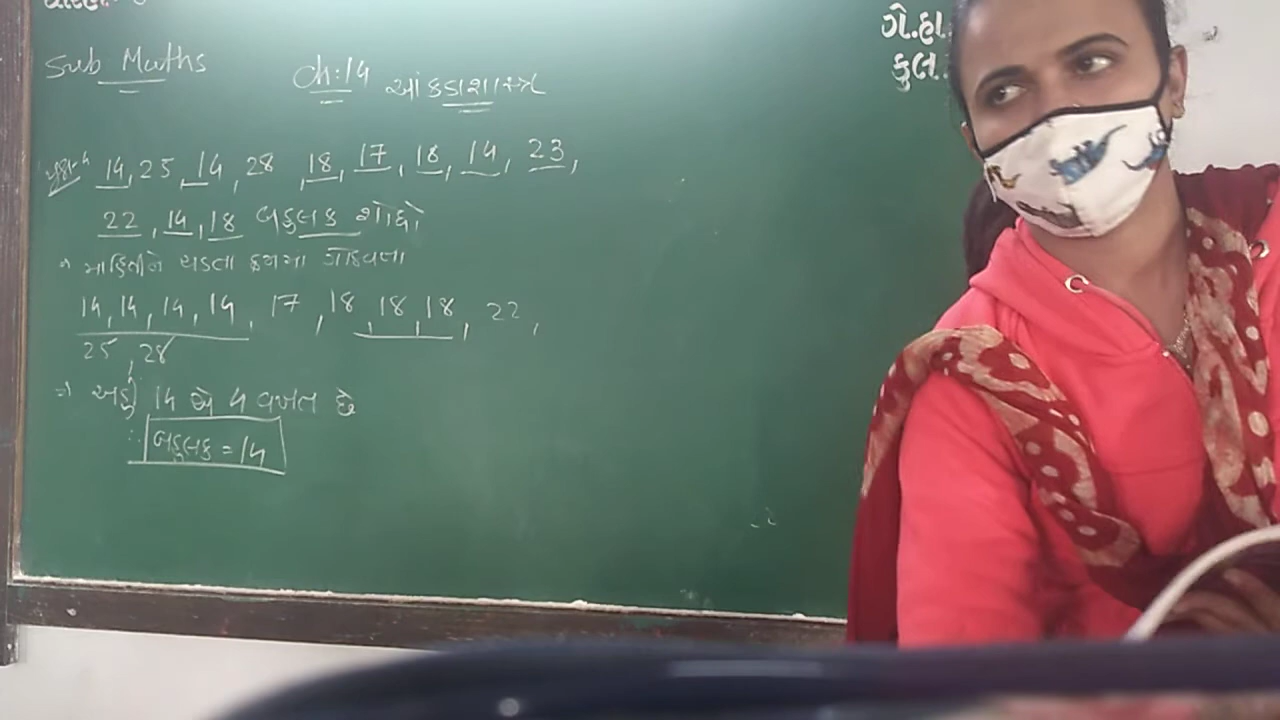 Sub Maths
ch:14 આંકડાશાસ્ત્ર
ગે.હા.
કુલ.
14, 25, 14, 28, 18, 17, 18, 14, 23,
22, 14, 18 બહુલક શોધો
માહિતીને ચડતા ક્રમમાં ગોઠવતા
14, 14, 14, 14, 17, 18, 18, 18, 22,
25, 28
⇒ અહીં 14 એ 4 વખત છે
∴ બહુલક = 14